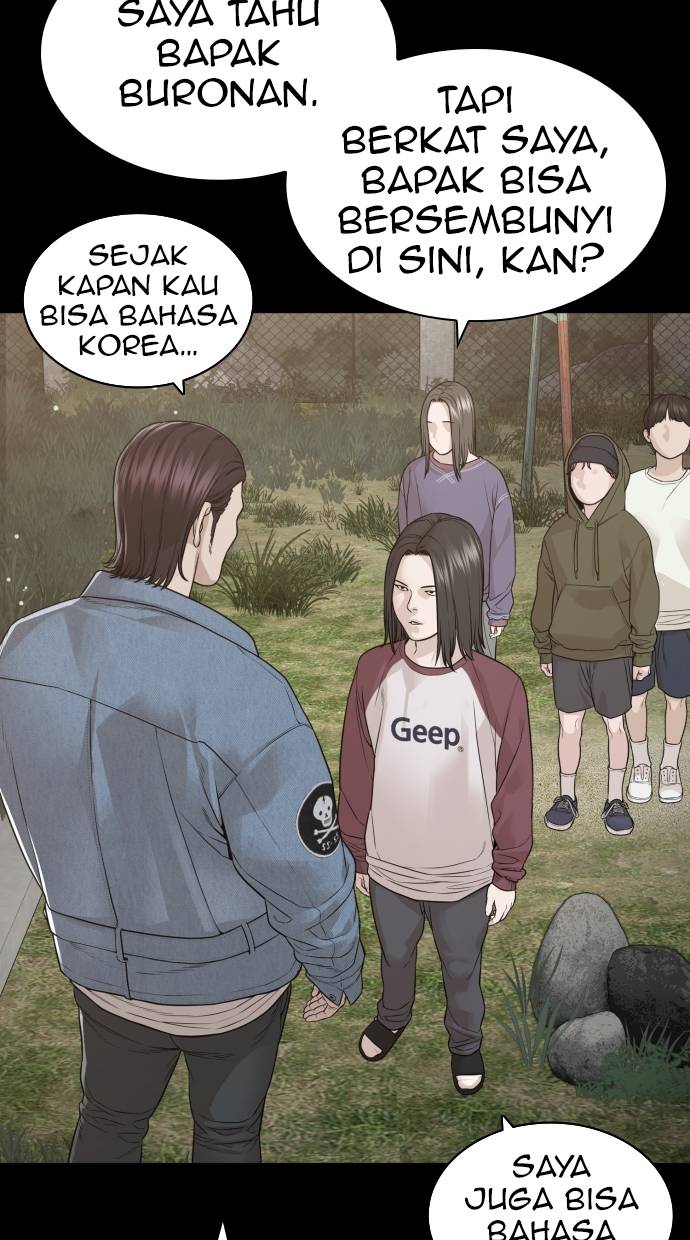 SAYA TAHU
BAPAK
BURONAN.
TAPI
BERKAT SAYA,
BAPAK BISA
BERSEMBUNYI
DI SINI, KAN?
SEJAK
KAPAN KAU
BISA BAHASA
KOREA...
Geep®
SAYA
JUGA BISA
BAHASA